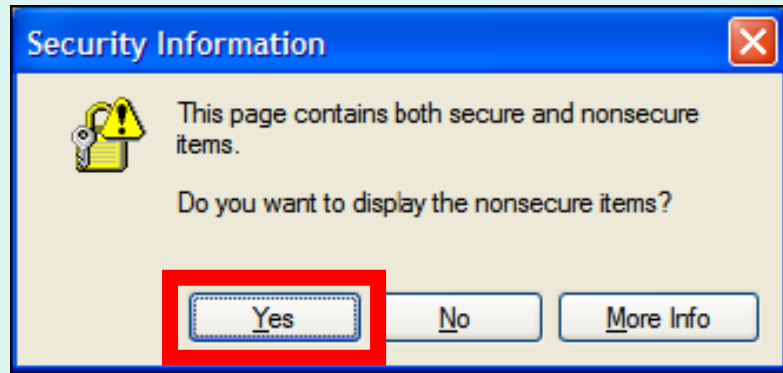 Security Information
This page contains both secure and nonsecure
items.
Do you want to display the nonsecure items?
Yes No More Info